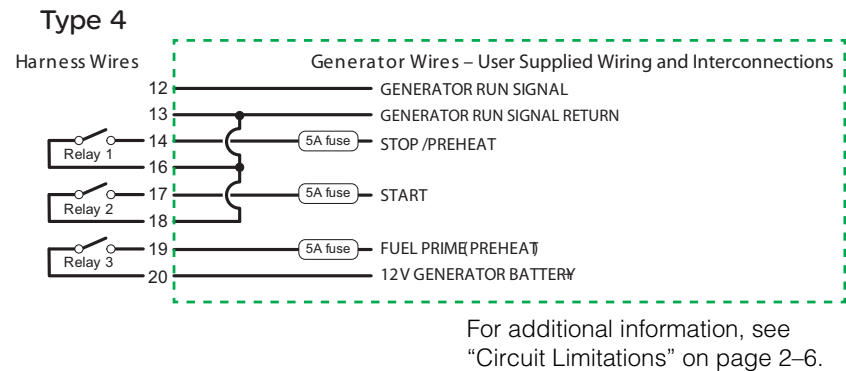 Type 4
Harness Wires
Generator Wires – User Supplied Wiring and Interconnections
12 GENERATOR RUN SIGNAL
13 GENERATOR RUN SIGNAL RETURN
14 5A fuse STOP /PREHEAT
Relay 1
16
17 5A fuse START
Relay 2
18
19 5A fuse FUEL PRIME(PREHEAT)
Relay 3
20 12V GENERATOR BATTERY+
For additional information, see
“Circuit Limitations” on page 2–6.